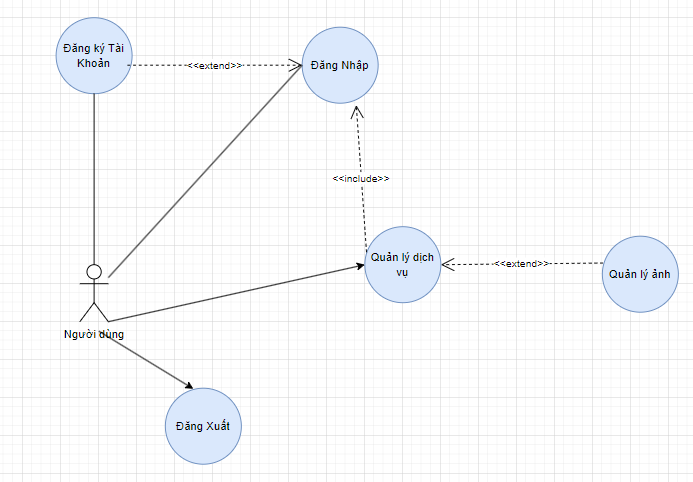 Đăng ký Tài
Khoản
<<extend>>
Đăng Nhập
<<include>>
Quản lý dịch
vụ
<<extend>>
Quản lý ảnh
Người dùng
Đăng Xuất